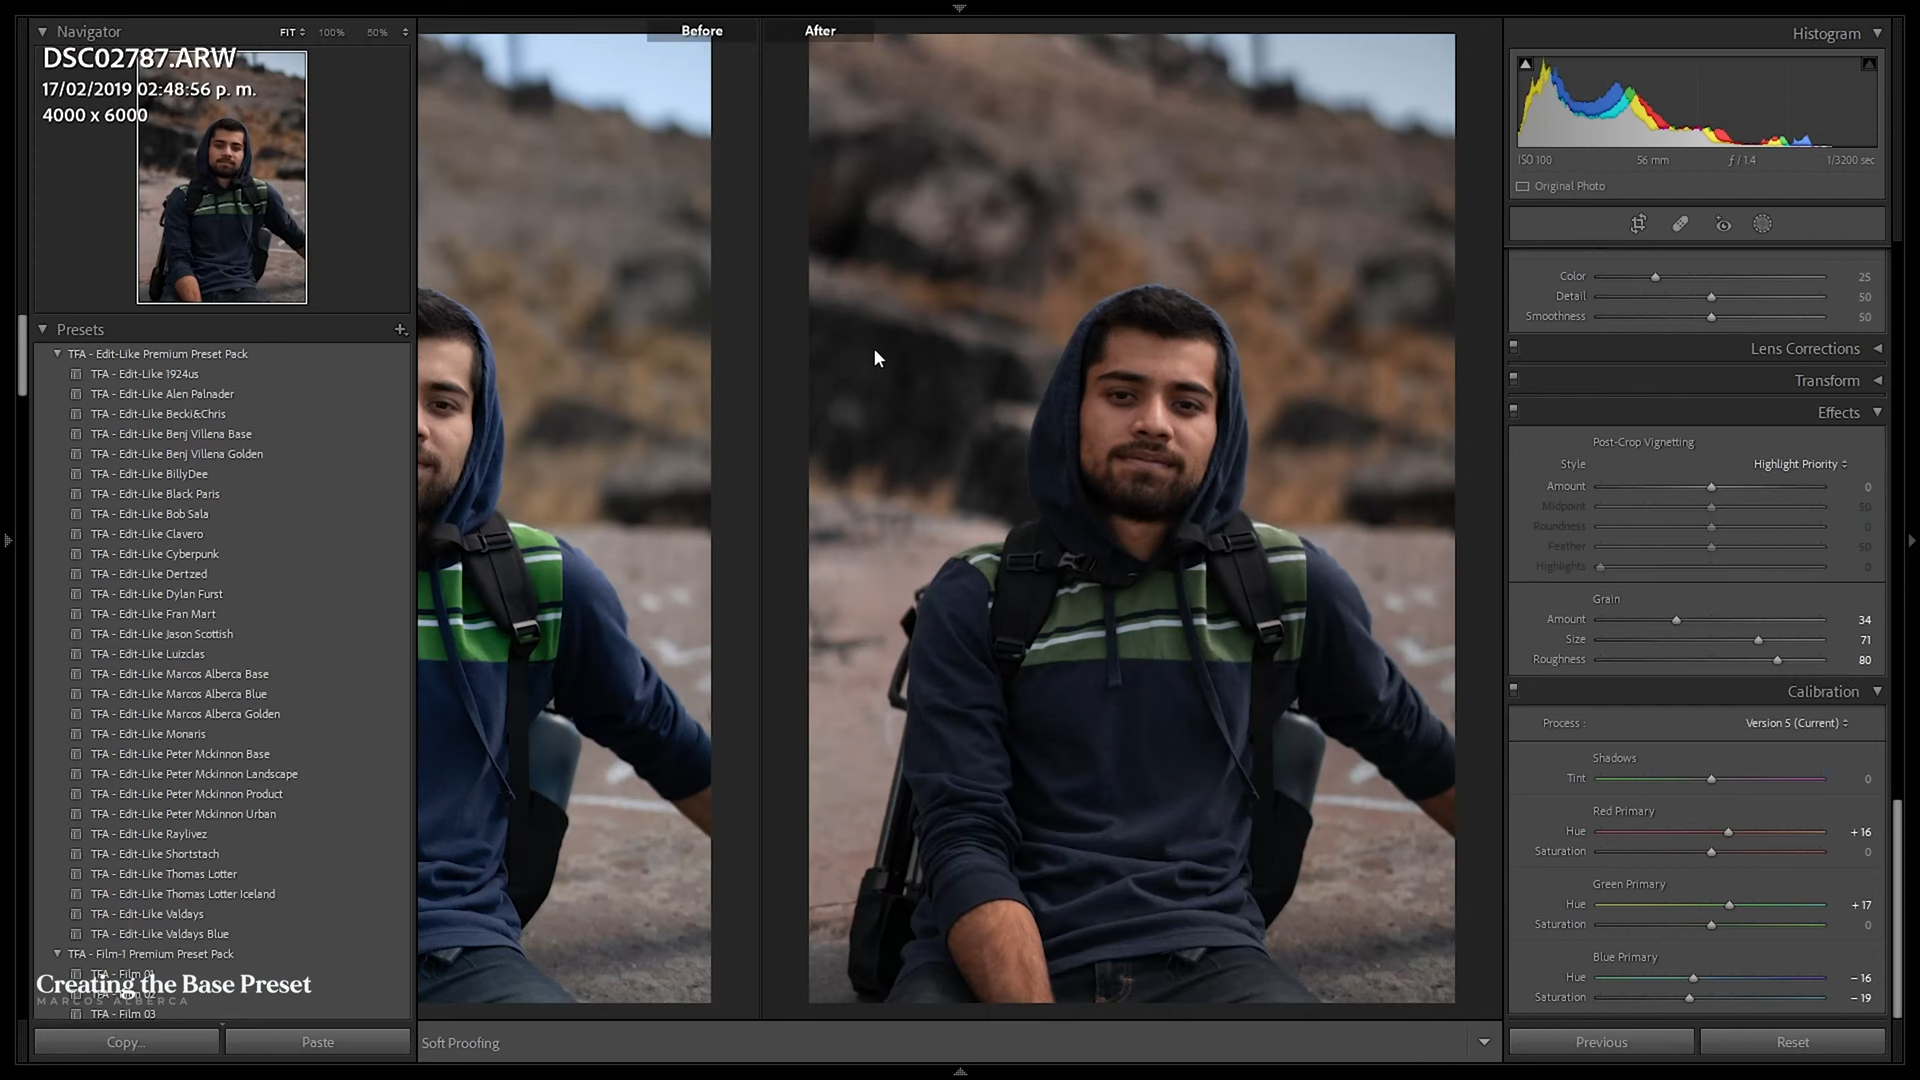 Navigator
FIT 100% 50%
DSC02787.ARW
17/02/2019 02:48:56 p. m.
4000 x 6000
Presets
TFA - Edit-Like Premium Preset Pack
TFA - Edit-Like 1924us
TFA - Edit-Like Alen Palnader
TFA - Edit-Like Becki&Chris
TFA - Edit-Like Benj Villena Base
TFA - Edit-Like Benj Villena Golden
TFA - Edit-Like BillyDee
TFA - Edit-Like Black Paris
TFA - Edit-Like Bob Sala
TFA - Edit-Like Clavero
TFA - Edit-Like Cyberpunk
TFA - Edit-Like Dertzed
TFA - Edit-Like Dylan Furst
TFA - Edit-Like Fran Mart
TFA - Edit-Like Jason Scottish
TFA - Edit-Like Luizclas
TFA - Edit-Like Marcos Alberca Base
TFA - Edit-Like Marcos Alberca Blue
TFA - Edit-Like Marcos Alberca Golden
TFA - Edit-Like Monaris
TFA - Edit-Like Peter Mckinnon Base
TFA - Edit-Like Peter Mckinnon Landscape
TFA - Edit-Like Peter Mckinnon Product
TFA - Edit-Like Peter Mckinnon Urban
TFA - Edit-Like Raylivez
TFA - Edit-Like Shortstach
TFA - Edit-Like Thomas Lotter
TFA - Edit-Like Thomas Lotter Iceland
TFA - Edit-Like Valdays
TFA - Edit-Like Valdays Blue
TFA - Film-1 Premium Preset Pack
TFA - Film 01
Creating the Base Preset
MARCOS ALBERCA
TFA - Film 02
TFA - Film 03
Copy...
Paste
Before
After
Soft Proofing
Histogram
ISO 100 56 mm ƒ / 1.4 1/3200 sec
Original Photo
Color 25
Detail 50
Smoothness 50
Lens Corrections
Transform
Effects
Post-Crop Vignetting
Style Highlight Priority
Amount 0
Midpoint 50
Roundness 0
Feather 50
Highlights 0
Grain
Amount 34
Size 71
Roughness 80
Calibration
Process : Version 5 (Current)
Shadows
Tint 0
Red Primary
Hue + 16
Saturation 0
Green Primary
Hue + 17
Saturation 0
Blue Primary
Hue − 16
Saturation − 19
Previous
Reset